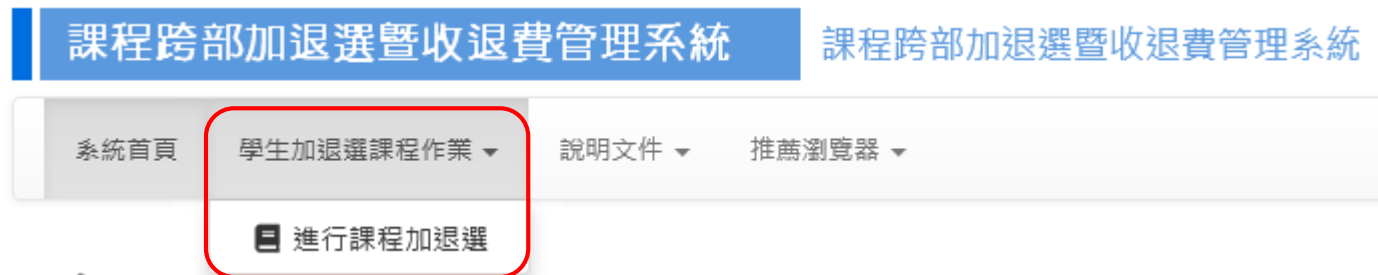 課程跨部加退選暨收退費管理系統 課程跨部加退選暨收退費管理系統
系統首頁 學生加退選課程作業 說明文件 推薦瀏覽器
進行課程加退選